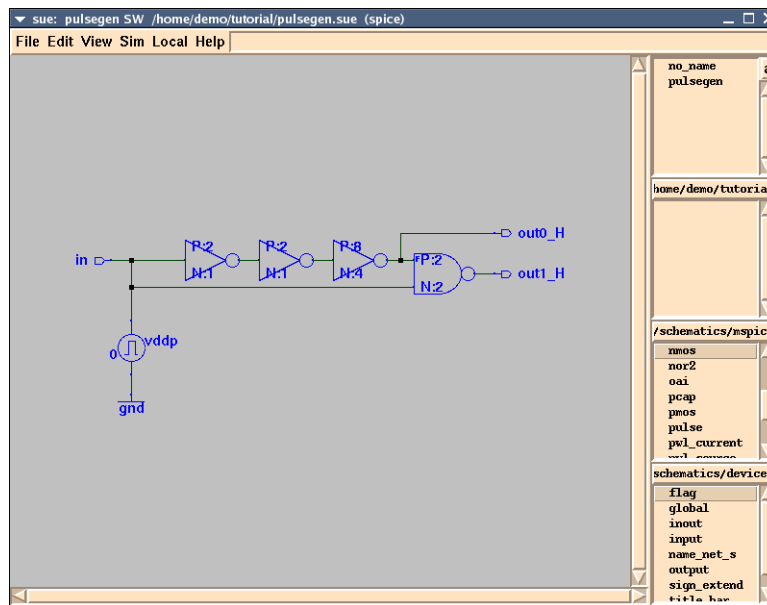 sue: pulsegen SW /home/demo/tutorial/pulsegen.sue (spice)
File Edit View Sim Local Help
no_name
pulsegen
home/demo/tutoria
/schematics/mspic
nmos
nor2
oai
pcap
pmos
pulse
pwl_current
pwl_source
schematics/device
flag
global
inout
input
name_net_s
output
sign_extend
title_bar
out0_H
P:2 P:2 P:8
in
P:2
out1_H
N:1 N:1 N:4
N:2
vddp
0
gnd